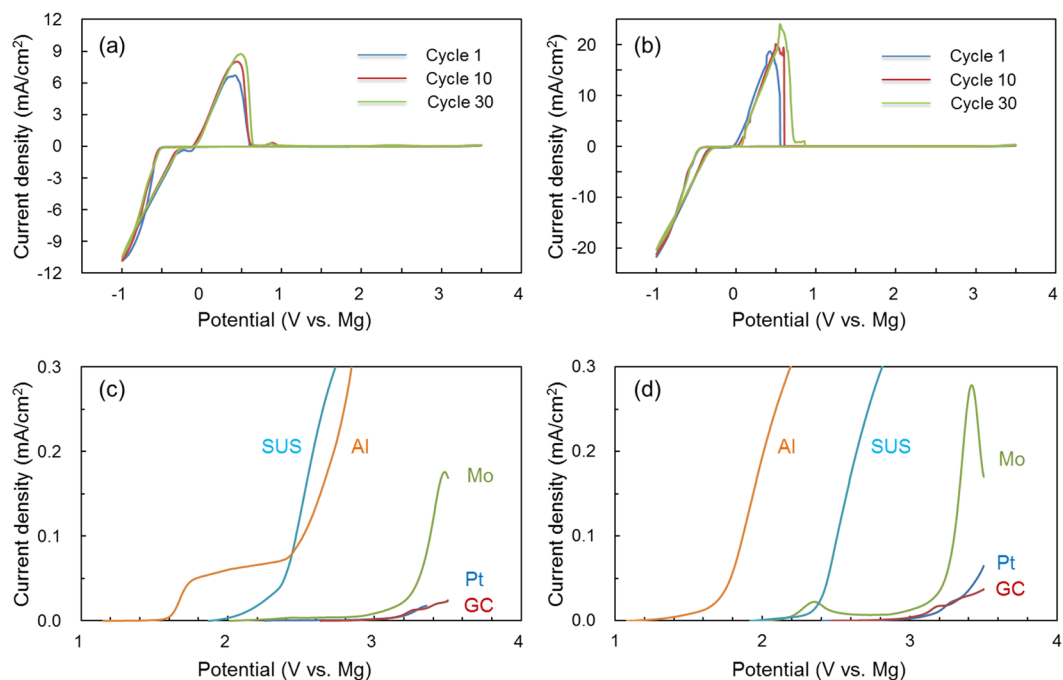 (a)
Current density (mA/cm²)
12
9
6
3
0
-3
-6
-9
-12
Cycle 1
Cycle 10
Cycle 30
-1 0 1 2 3 4
Potential (V vs. Mg)
(b)
Current density (mA/cm²)
20
10
0
-10
-20
Cycle 1
Cycle 10
Cycle 30
-1 0 1 2 3 4
Potential (V vs. Mg)
(c)
Current density (mA/cm²)
0.3
0.2
0.1
0.0
SUS
Al
Mo
Pt
GC
1 2 3 4
Potential (V vs. Mg)
(d)
Current density (mA/cm²)
0.3
0.2
0.1
0.0
Al
SUS
Mo
Pt
GC
1 2 3 4
Potential (V vs. Mg)